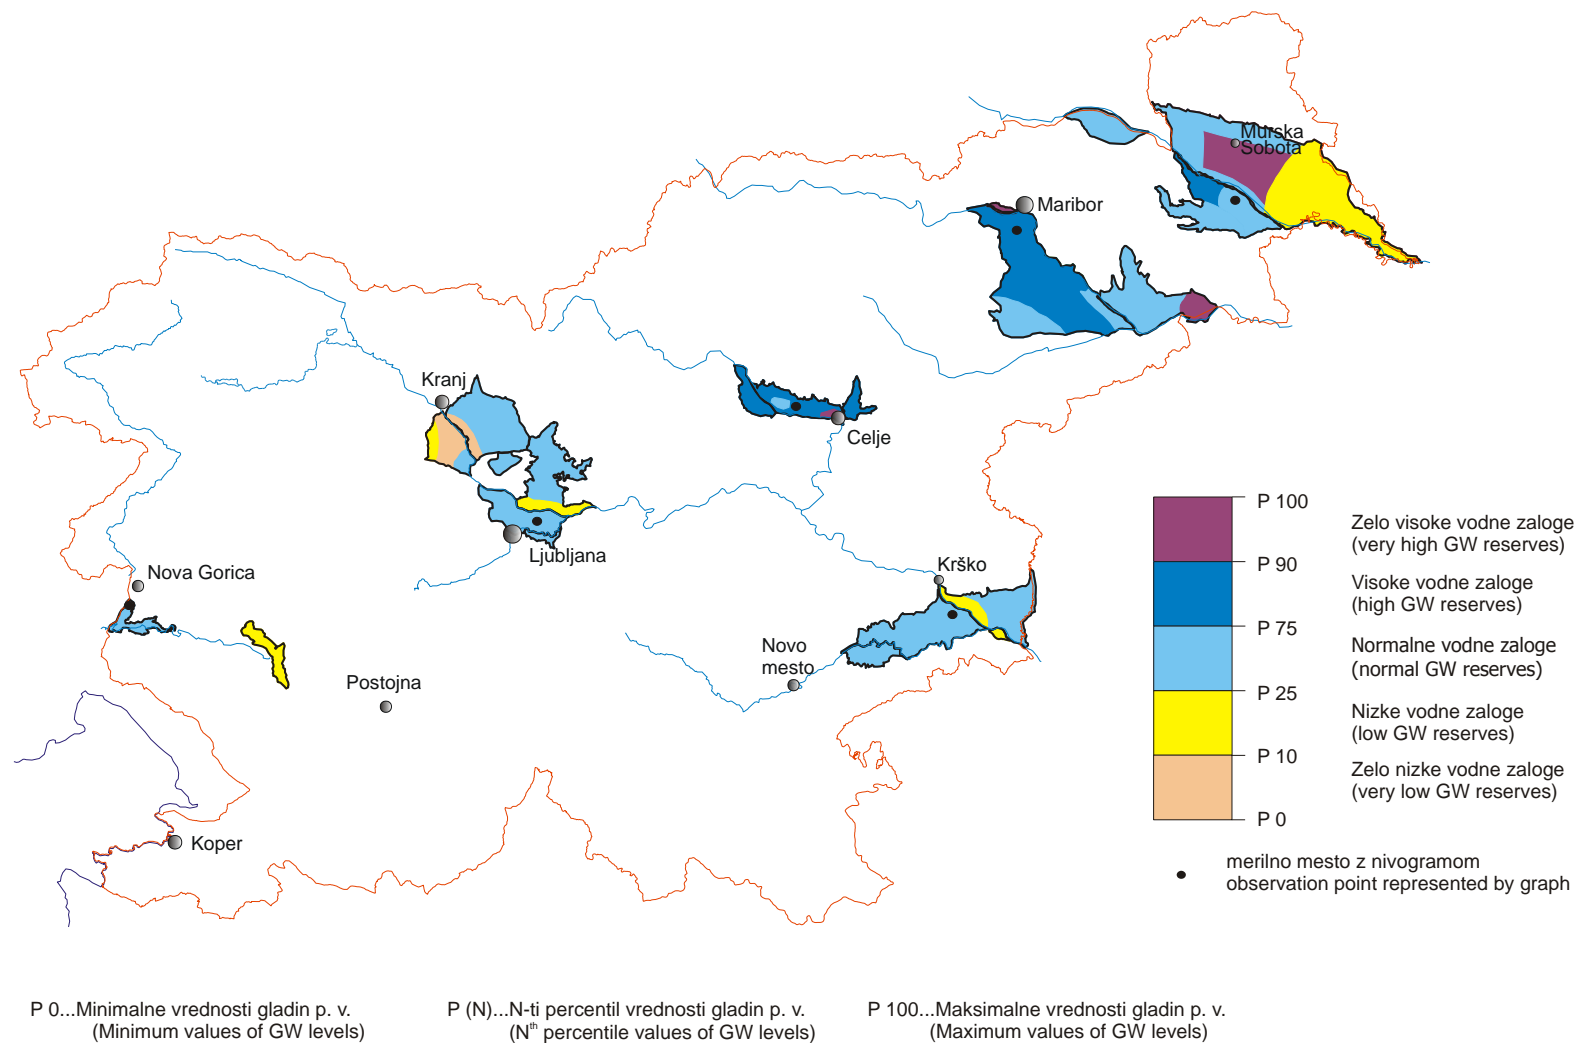 Murska
Sobota
Maribor
Kranj
Celje
Ljubljana
Nova Gorica
Krško
Novo
mesto
Postojna
Koper
P 100
Zelo visoke vodne zaloge
(very high GW reserves)
P 90
Visoke vodne zaloge
(high GW reserves)
P 75
Normalne vodne zaloge
(normal GW reserves)
P 25
Nizke vodne zaloge
(low GW reserves)
P 10
Zelo nizke vodne zaloge
(very low GW reserves)
P 0
merilno mesto z nivogramom
observation point represented by graph
P 0...Minimalne vrednosti gladin p. v.
(Minimum values of GW levels)
P (N)...N-ti percentil vrednosti gladin p. v.
(Nth percentile values of GW levels)
P 100...Maksimalne vrednosti gladin p. v.
(Maximum values of GW levels)